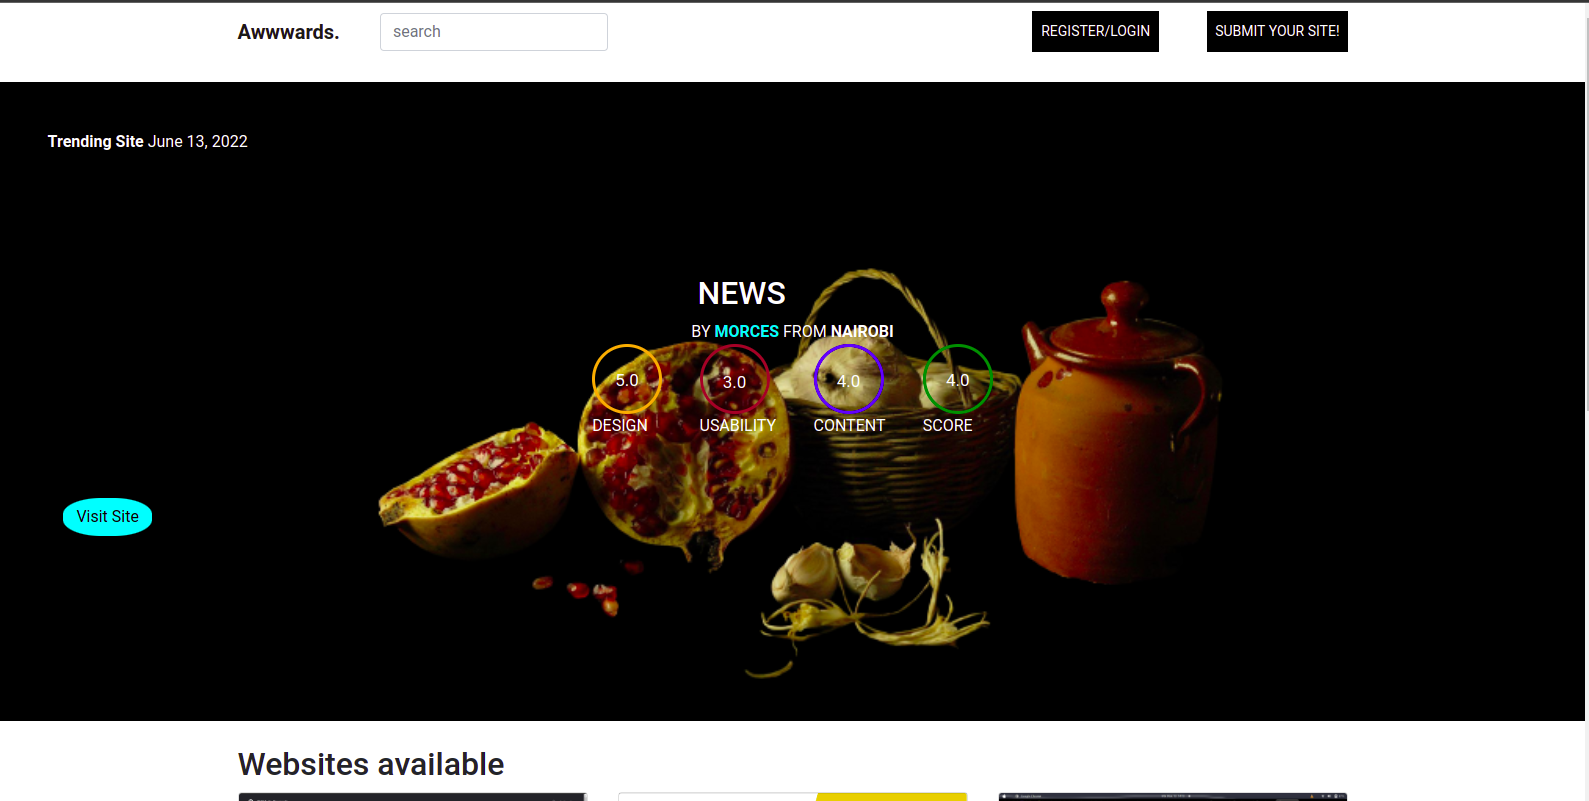 Awwwards.
search
REGISTER/LOGIN
SUBMIT YOUR SITE!
Trending Site June 13, 2022
NEWS
BY MORCES FROM NAIROBI
5.0
3.0
4.0
4.0
DESIGN
USABILITY
CONTENT
SCORE
Visit Site
Websites available